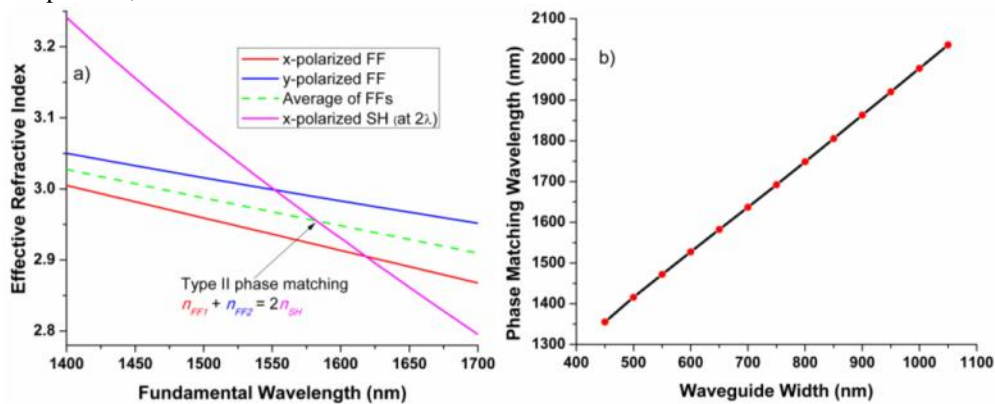 a)
x-polarized FF
y-polarized FF
Average of FFs
x-polarized SH (at 2λ)
Type II phase matching
n_FF1 + n_FF2 = 2n_SH
Effective Refractive Index
3.2
3.1
3.0
2.9
2.8
1400 1450 1500 1550 1600 1650 1700
Fundamental Wavelength (nm)
b)
Phase Matching Wavelength (nm)
2100
2000
1900
1800
1700
1600
1500
1400
1300
400 500 600 700 800 900 1000 1100
Waveguide Width (nm)